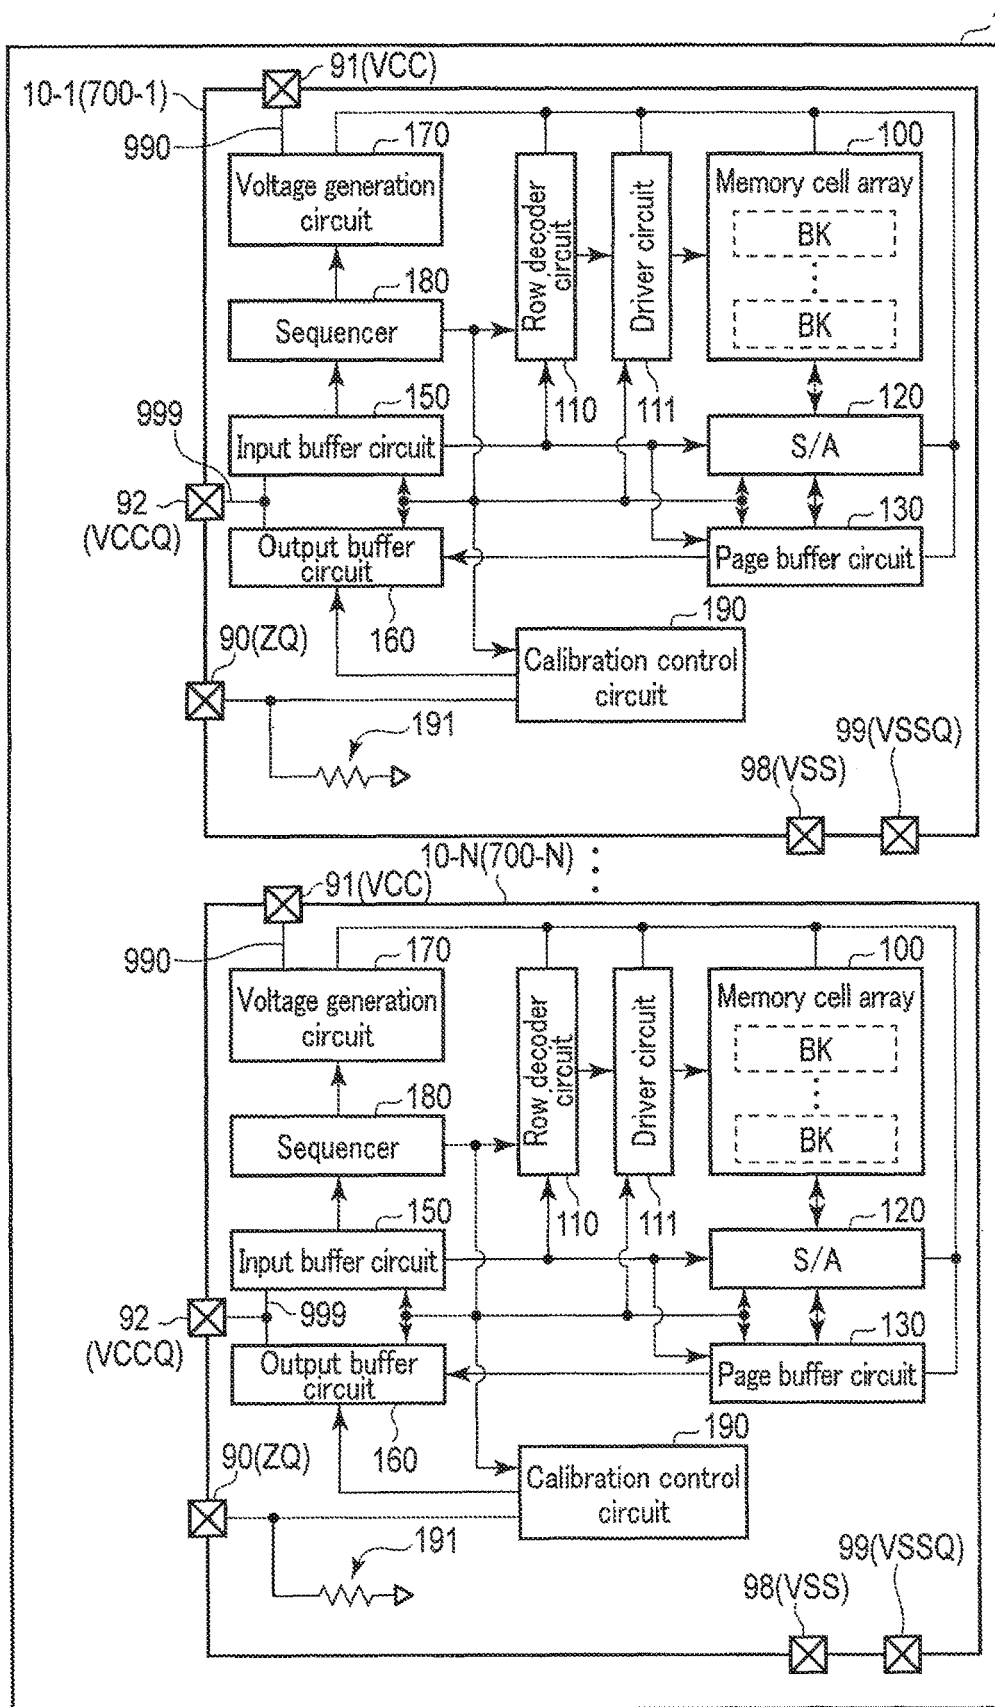 91(VCC)
10-1(700-1)
990
170
100
Voltage generation
circuit
Row decoder
circuit
Driver circuit
Memory cell array
BK
BK
180
Sequencer
110
111
150
120
999
Input buffer circuit
S/A
92
(VCCQ)
130
Output buffer
circuit
Page buffer circuit
160
190
90(ZQ)
Calibration control
circuit
191
99(VSSQ)
98(VSS)
10-N(700-N)
91(VCC)
990
170
100
Voltage generation
circuit
Row decoder
circuit
Driver circuit
Memory cell array
BK
BK
180
Sequencer
110
111
150
120
Input buffer circuit
S/A
999
92
(VCCQ)
130
Output buffer
circuit
Page buffer circuit
160
190
90(ZQ)
Calibration control
circuit
191
99(VSSQ)
98(VSS)